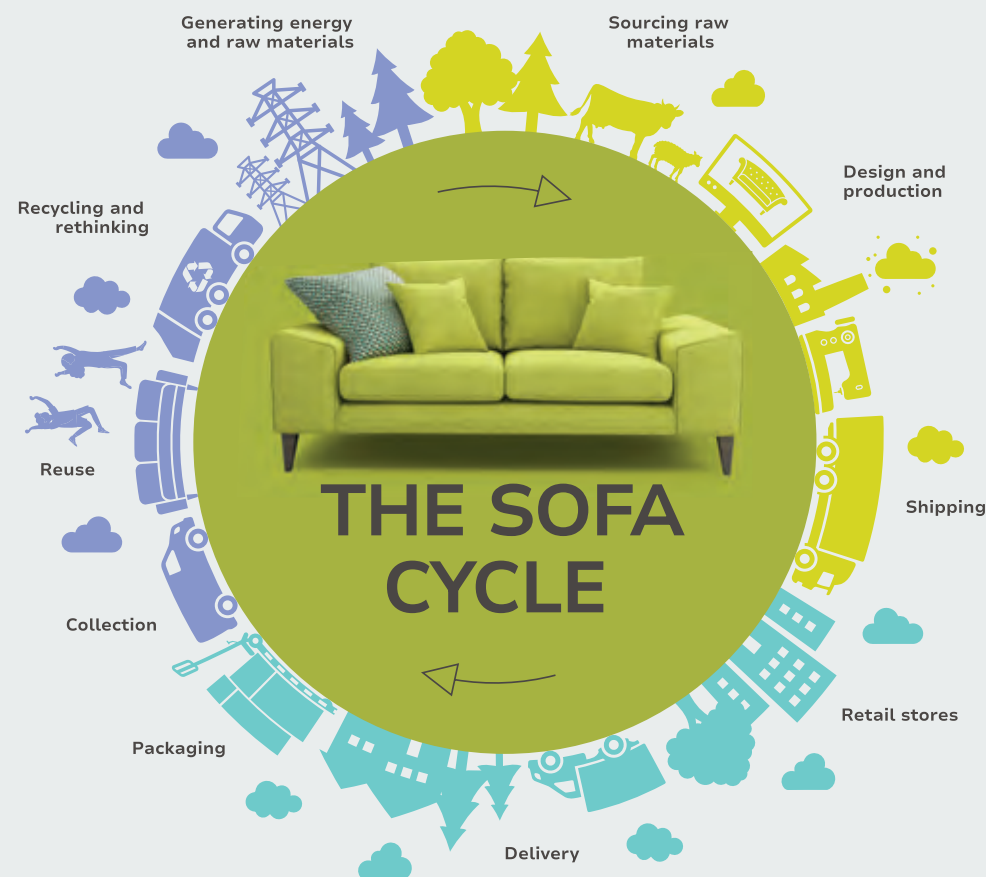 Generating energy
and raw materials
Sourcing raw
materials
Design and
production
Recycling and
rethinking
Reuse
Shipping
THE SOFA
CYCLE
Collection
Retail stores
Packaging
Delivery